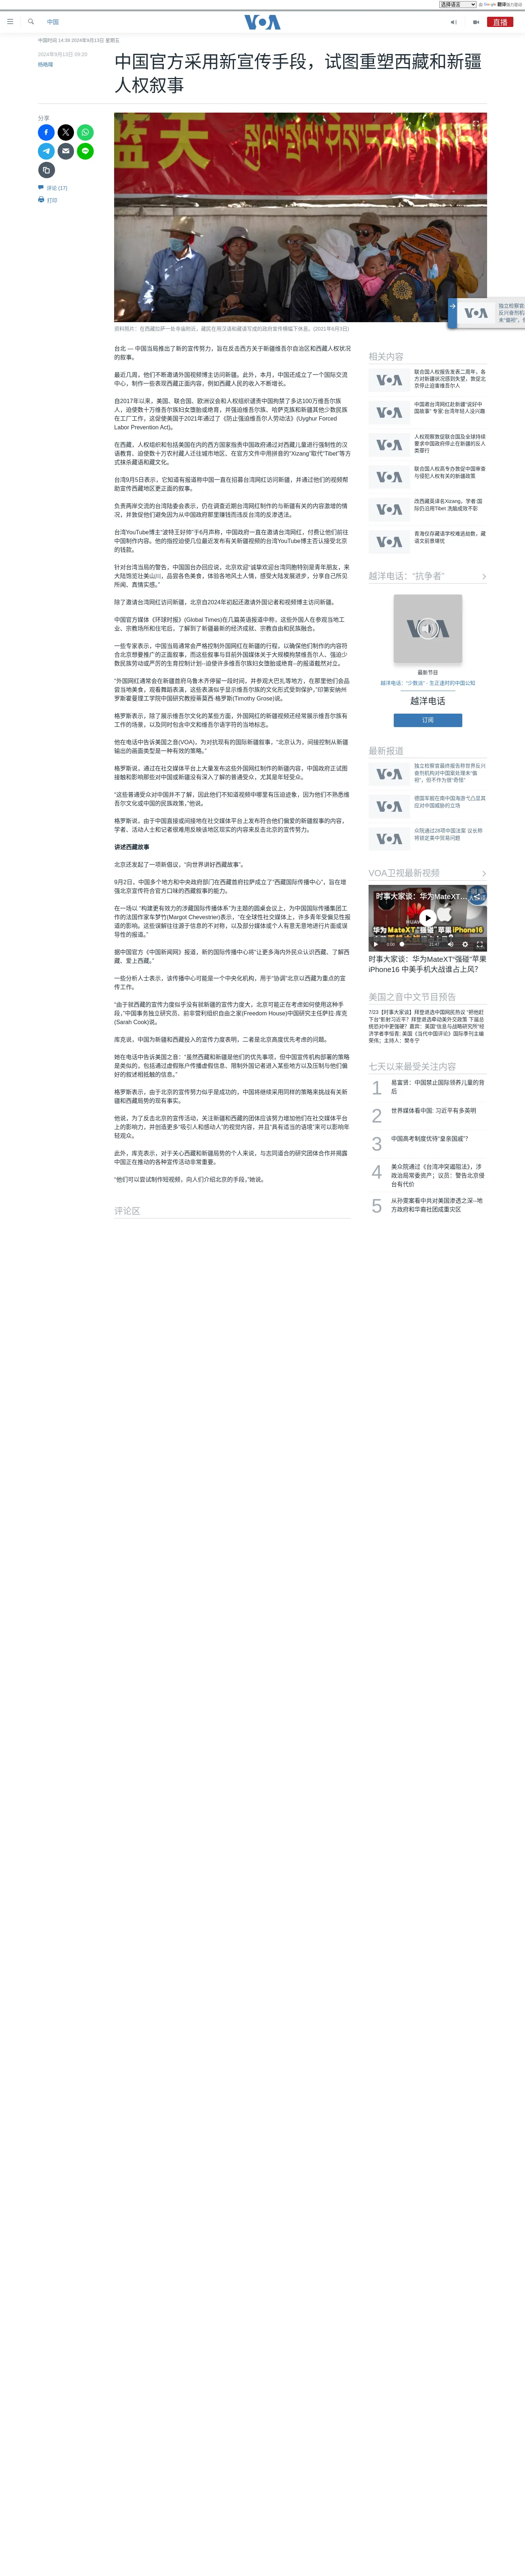 选择语言
由 Google 翻译强力驱动
中国
VOA
直播
中国时间 14:39 2024年9月13日 星期五
2024年9月13日 09:20
杨皓曦
中国官方采用新宣传手段，试图重塑西藏和新疆
人权叙事
分享
评论 (17)
打印
蓝天
资料照片：在西藏拉萨一处寺庙附近，藏民在用汉语和藏语写成的政府宣传横幅下休息。(2021年6月3日)
台北 — 中国当局推出了新的宣传努力，旨在反击西方关于新疆维吾尔自治区和西藏人权状况
的叙事。
最近几周，他们不断邀请外国视频博主访问新疆。此外，本月，中国还成立了一个国际交流
中心，制作一些表现西藏正面内容，例如西藏人民的收入不断增长。
自2017年以来，美国、联合国、欧洲议会和人权组织谴责中国拘禁了多达100万维吾尔族
人，迫使数十万维吾尔族妇女堕胎或绝育，并强迫维吾尔族、哈萨克族和新疆其他少数民族
在工厂工作。这促使美国于2021年通过了《防止强迫维吾尔人劳动法》(Uyghur Forced
Labor Prevention Act)。
在西藏，人权组织和包括美国在内的西方国家指责中国政府通过对西藏儿童进行强制性的汉
语教育、迫使数十万农村藏人迁往城市地区、在官方文件中用拼音的“Xizang”取代“Tibet”等方
式抹杀藏语和藏文化。
台湾9月5日表示，它知道有报道称中国一直在招募台湾网红访问新疆，并通过他们的视频帮
助宣传西藏地区更正面的叙事。
负责两岸交流的台湾陆委会表示，仍在调查近期台湾网红制作的与新疆有关的内容激增的情
况，并敦促他们避免因为从中国政府那里赚钱而违反台湾的反渗透法。
台湾YouTube博主“波特王好帅”于6月声称，中国政府一直在邀请台湾网红，付费让他们前往
中国制作内容。他的指控迫使几位最近发布有关新疆视频的台湾YouTube博主否认接受北京
的饯款。
针对台湾当局的警告，中国国台办回应说，北京欢迎“诚挚欢迎台湾同胞特别是青年朋友，来
大陆饱览壮美山川，品尝各色美食，体验各地风土人情，感受大陆发展进步，分享自己所见
所闻、真情实感。”
除了邀请台湾网红访问新疆，北京自2024年初起还邀请外国记者和视频博主访问新疆。
中国官方媒体《环球时报》(Global Times)在几篇英语报道中称，这些外国人在参观当地工
业、宗教场所和住宅后，了解到了新疆最新的经济成就、宗教自由和民族融合。
一些专家表示，中国当局通常会严格控制外国网红在新疆的行程，以确保他们制作的内容符
合北京想要推广的正面叙事，而这些叙事与目前外国媒体关于大规模拘禁维吾尔人、强迫少
数民族劳动或严厉的生育控制计划–迫使许多维吾尔族妇女堕胎或绝育–的报道截然对立。
“外国网红通常会在新疆首府乌鲁木齐停留一段时间，并参观大巴扎等地方，在那里他们会品
尝当地美食，观看舞蹈表演，这些表演似乎显示维吾尔族的文化形式受到保护，”印第安纳州
罗斯豪曼理工学院中国研究教授蒂莫西·格罗斯(Timothy Grose)说。
格罗斯表示，除了展示维吾尔文化的某些方面，外国网红的新疆视频还经常展示维吾尔族有
工作的场景，以及同时包含中文和维吾尔语字符的当地标志。
他在电话中告诉美国之音(VOA)，为对抗现有的国际新疆叙事，“北京认为，间接控制从新疆
输出的画面类型是一种有效的策略。”
格罗斯说，通过在社交媒体平台上大量发布这些外国网红制作的新疆内容，中国政府正试图
接触和影响那些对中国或新疆没有深入了解的普通受众，尤其是年轻受众。
“这些普通受众对中国并不了解，因此他们不知道视频中哪里有压迫迹象，因为他们不熟悉维
吾尔文化或中国的民族政策，”他说。
格罗斯说，由于中国直接或间接地在社交媒体平台上发布符合他们偏爱的新疆叙事的内容，
学者、活动人士和记者很难用反映该地区现实的内容来反击北京的宣传努力。
讲述西藏故事
北京还发起了一项新倡议，“向世界讲好西藏故事”。
9月2日，中国多个地方和中央政府部门在西藏首府拉萨成立了“西藏国际传播中心”，旨在增
强北京宣传符合官方口味的西藏叙事的能力。
在一场以 “构建更有效力的涉藏国际传播体系”为主题的圆桌会议上，为中国国际传播集团工
作的法国作家车梦竹(Margot Chevestrier)表示，“在全球性社交媒体上，许多青年受偏见性报
道的影响。这些误解往往源于信息的不对称，以及部分媒体或个人有意无意地进行片面或误
导性的报道。”
据中国官方《中国新闻网》报道，新的国际传播中心将“让更多海内外民众正确认识西藏、了解西
藏、爱上西藏。”
一些分析人士表示，该传播中心可能是一个中央化机构，用于“协调”北京以西藏为重点的宣
传工作。
“由于驳西藏的宣传力度似乎没有驳新疆的宣传力度大，北京可能正在考虑如何使用这种手
段，”中国事务独立研究员、前非营利组织自由之家(Freedom House)中国研究主任萨拉·库克
(Sarah Cook)说。
库克说，中国为新疆和西藏投入的宣传力度表明，二者是北京高度优先考虑的问题。
她在电话中告诉美国之音：“虽然西藏和新疆是他们的优先事项，但中国宣传机构部署的策略
是类似的，包括通过虚假账户传播虚假信息、限制外国记者进入西藏的地方以及压制与他们偏
好的叙述相抵触的信息。”
格罗斯表示，由于北京的宣传努力似乎是成功的，中国将继续采用同样的策略来挑战有关新
疆和西藏局势的现有事实。
他说，为了反击北京的宣传活动，关注新疆和西藏的团体应该努力增加他们在社交媒体平台
上的影响力，并创造更多“吸引人和感动人”的视觉内容，并且“具有适当的语境”来可以影响年
轻观众。
此外，库克表示，对于关心西藏和新疆局势的个人来说，与志同道合的研究团体合作并揭露
中国正在推动的各种宣传活动非常重要。
“他们可以尝试制作短视频，向人们介绍北京的手段，”她说。
评论区
相关内容
联合国人权报告发表二周年，各
方对新疆状况感到失望，敦促北
京停止迫害维吾尔人
中国邀台湾网红赴新疆“说好中
国故事” 专家:台湾年轻人没兴趣
人权观察敦促联合国及全球持续
要求中国政府停止在新疆的反人
类罪行
联合国人权高专办敦促中国审查
与侵犯人权有关的新疆政策
改西藏英译名Xizang，学者:国
际仍沿用Tibet 洗脑成效不彰
青海仅存藏语学校难逃劫数，藏
语文前景堪忧
越洋电话：“抗争者”
最新节目
越洋电话：“少数派” - 生正逢时的中国公知
越洋电话
订阅
最新报道
独立检察官最终报告称世界反兴
奋剂机构对中国案处理未“偏
袒”，但不作为很“奇怪”
德国军舰在南中国海游弋凸显其
应对中国威胁的立场
众院通过28项中国法案 议长称
将锁定美中贸易问题
VOA卫视最新视频
时事大家谈：华为MateXT...
华为MateXT“强碰”苹果iPhone16
0:00
21:47
时事大家谈：华为MateXT“强碰”苹果
iPhone16 中美手机大战谁占上风?
美国之音中文节目预告
7/23【时事大家谈】拜登退选中国网民热议 “把他赶
下台”影射习近平？拜登退选牵动美外交政策 下届总
统恐对中更强硬？嘉宾：美国“信息与战略研究所”经
济学者李恒青; 美国《当代中国评论》国际季刊主编
荣伟；主持人：樊冬宁
七天以来最受关注内容
1
易富贤：中国禁止国际领养儿童的背
后
2
世界媒体看中国: 习近平有多英明
3
中国高考制度优待“皇亲国戚”?
4
美众院通过《台湾冲突遏阻法》，涉
政治局常委资产；议员：警告北京侵
台有代价
5
从孙雯案看中共对美国渗透之深--地
方政府和华裔社团成重灾区